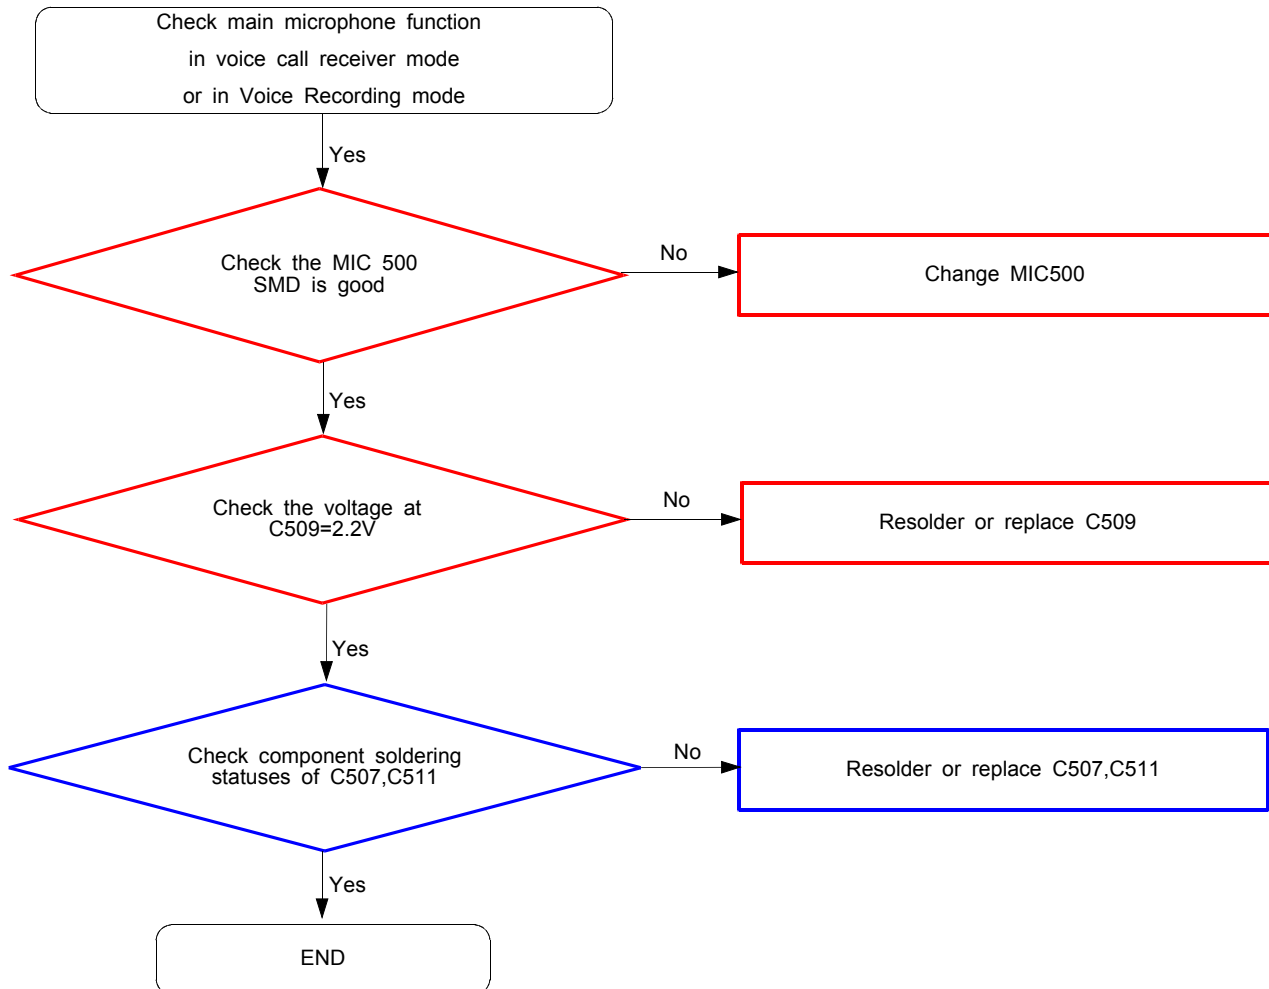 Check main microphone function
in voice call receiver mode
or in Voice Recording mode
Yes
Check the MIC 500
SMD is good
No
Change MIC500
Yes
Check the voltage at
C509=2.2V
No
Resolder or replace C509
Yes
Check component soldering
statuses of C507,C511
No
Resolder or replace C507,C511
Yes
END